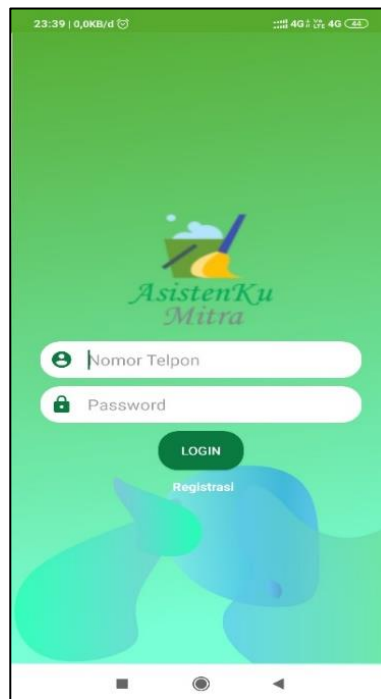 23:39 | 0,0KB/d 4G 4G 44
AsistenKu
Mitra
Nomor Telpon
Password
LOGIN
Registrasi